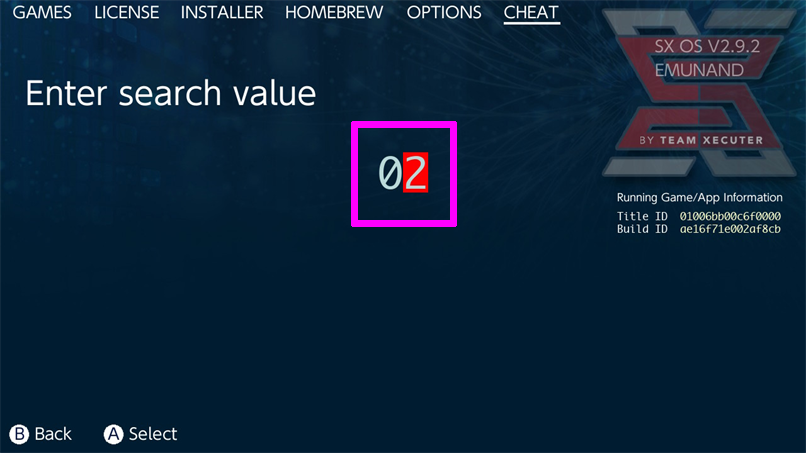 GAMES LICENSE INSTALLER HOMEBREW OPTIONS CHEAT
SX OS V2.9.2
EMUNAND
BY TEAM XECUTER
Enter search value
02
Running Game/App Information
Title ID 01006bb00c6f0000
Build ID ae16f71e002af8cb
B Back A Select